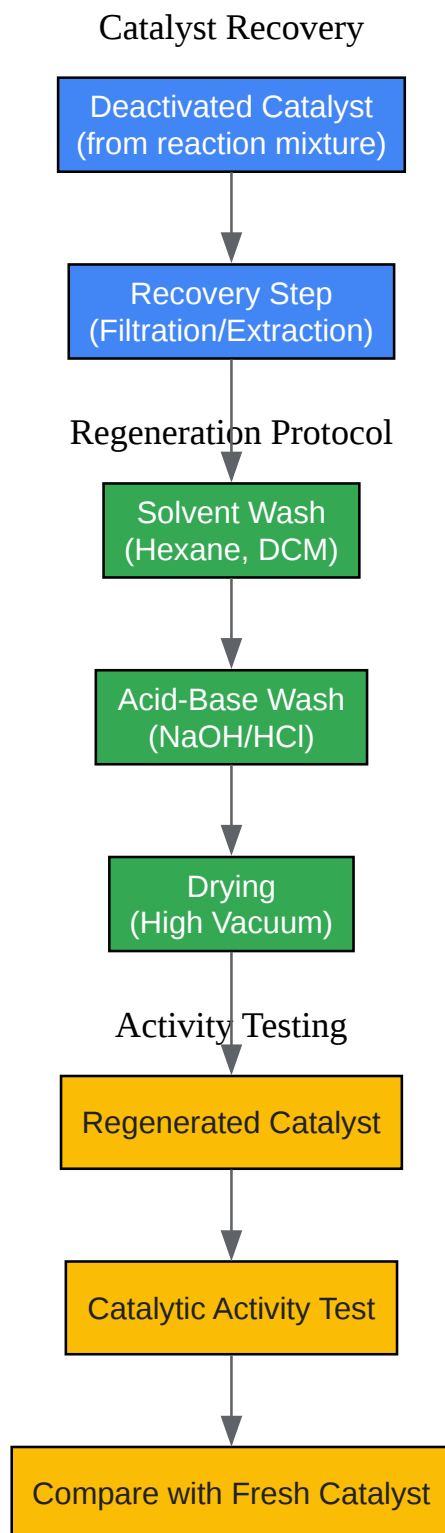 Catalyst Recovery
Deactivated Catalyst
(from reaction mixture)
Recovery Step
(Filtration/Extraction)
Regeneration Protocol
Solvent Wash
(Hexane, DCM)
Acid-Base Wash
(NaOH/HCl)
Drying
(High Vacuum)
Activity Testing
Regenerated Catalyst
Catalytic Activity Test
Compare with Fresh Catalyst